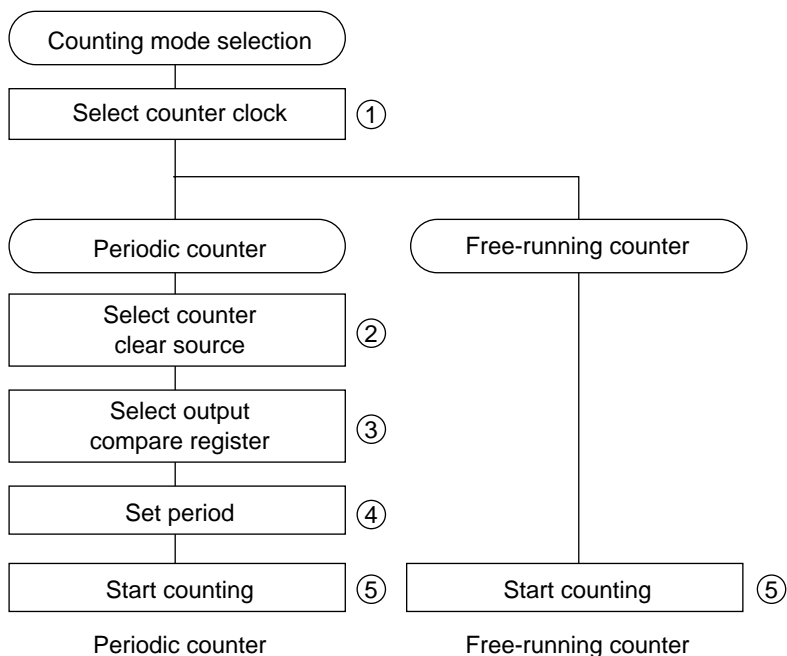 Counting mode selection
Select counter clock ①
Periodic counter
Free-running counter
Select counter
clear source
②
Select output
compare register
③
Set period ④
Start counting ⑤
Start counting ⑤
Periodic counter
Free-running counter